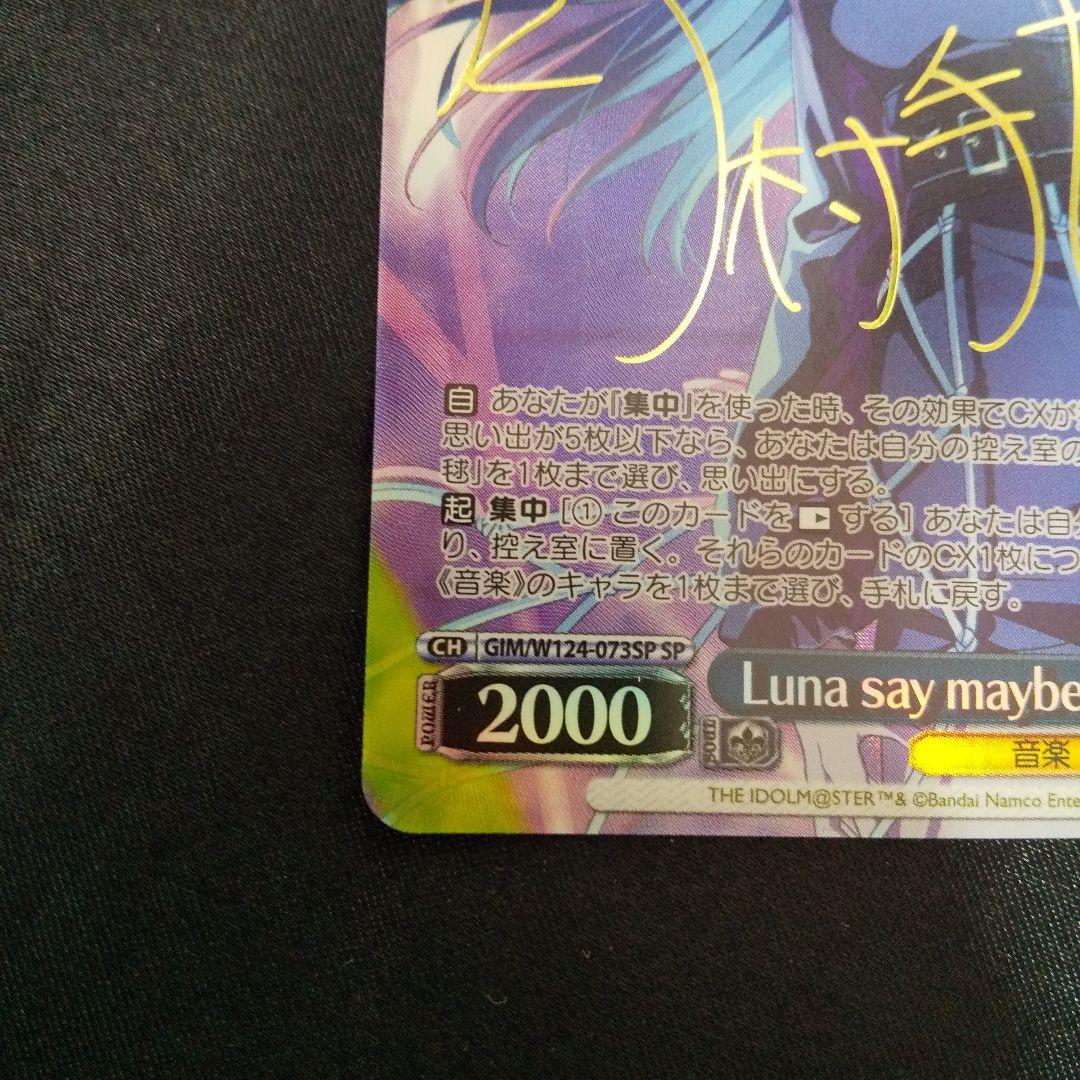 村
自 あなたが「集中」を使った時、その効果でCXが
思い出が5枚以下なら、あなたは自分の控え室の
毬」を1枚まで選び、思い出にする。
起 集中 [① このカードを する] あなたは自
り、控え室に置く。それらのカードのCX1枚につ
《音楽》のキャラを1枚まで選び、手札に戻す。
CH GIM/W124-073SP SP
POWER 2000
SOUL
Luna say maybe
音楽
THE IDOLM@STER™& ©Bandai Namco Ente